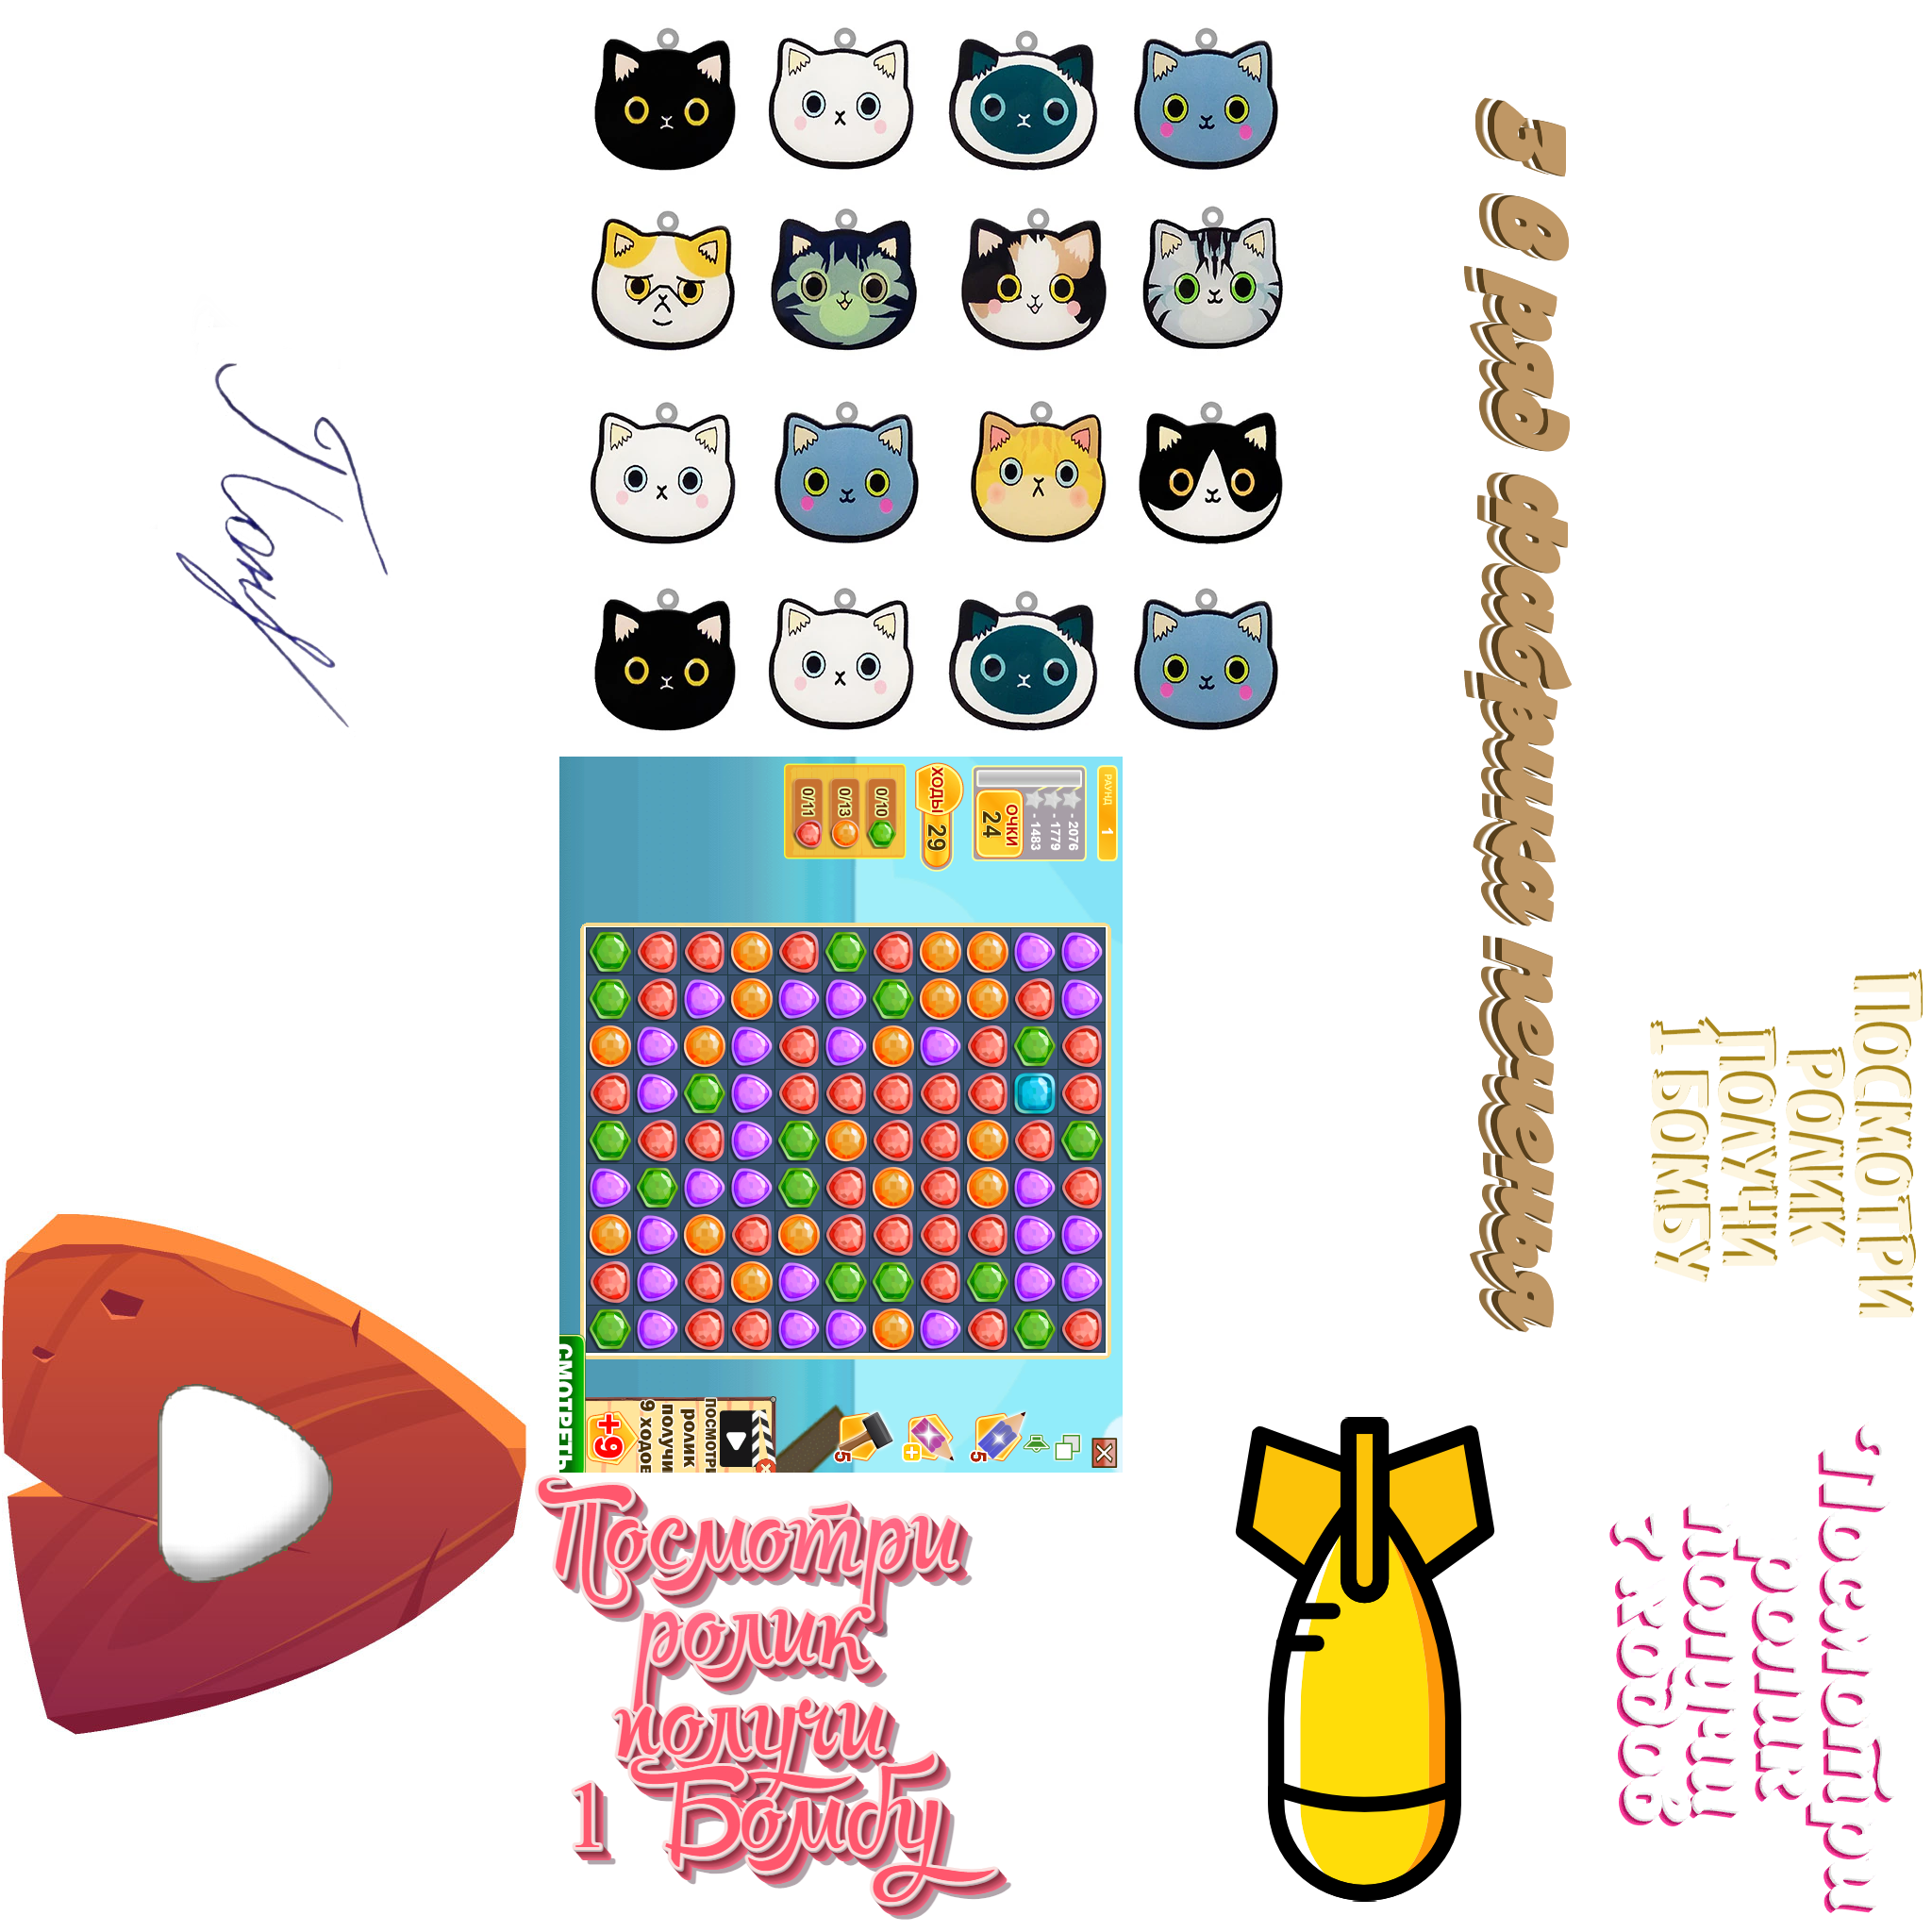 3 в ряд фабрика печенья
ПОСМОТРИ
РОЛИК
ПОЛУЧИ
1 БОМБУ
РАУНД 1
- 2076
- 1779
- 1483
ОЧКИ
24
ХОДЫ 29
0/10
0/13
0/11
5
5
ПОСМОТРИ
РОЛИК
ПОЛУЧИ
9 ХОДОВ
+9
СМОТРЕТЬ
Посмотри
ролик
получи
1 Бомбу
Посмотри
ролик
получи
ходов